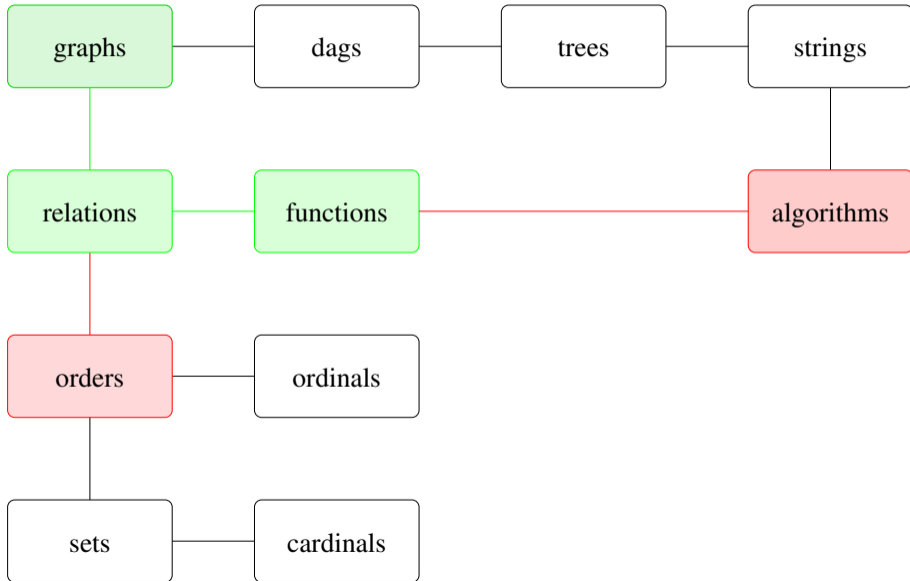 graphs
dags
trees
strings
relations
functions
algorithms
orders
ordinals
sets
cardinals